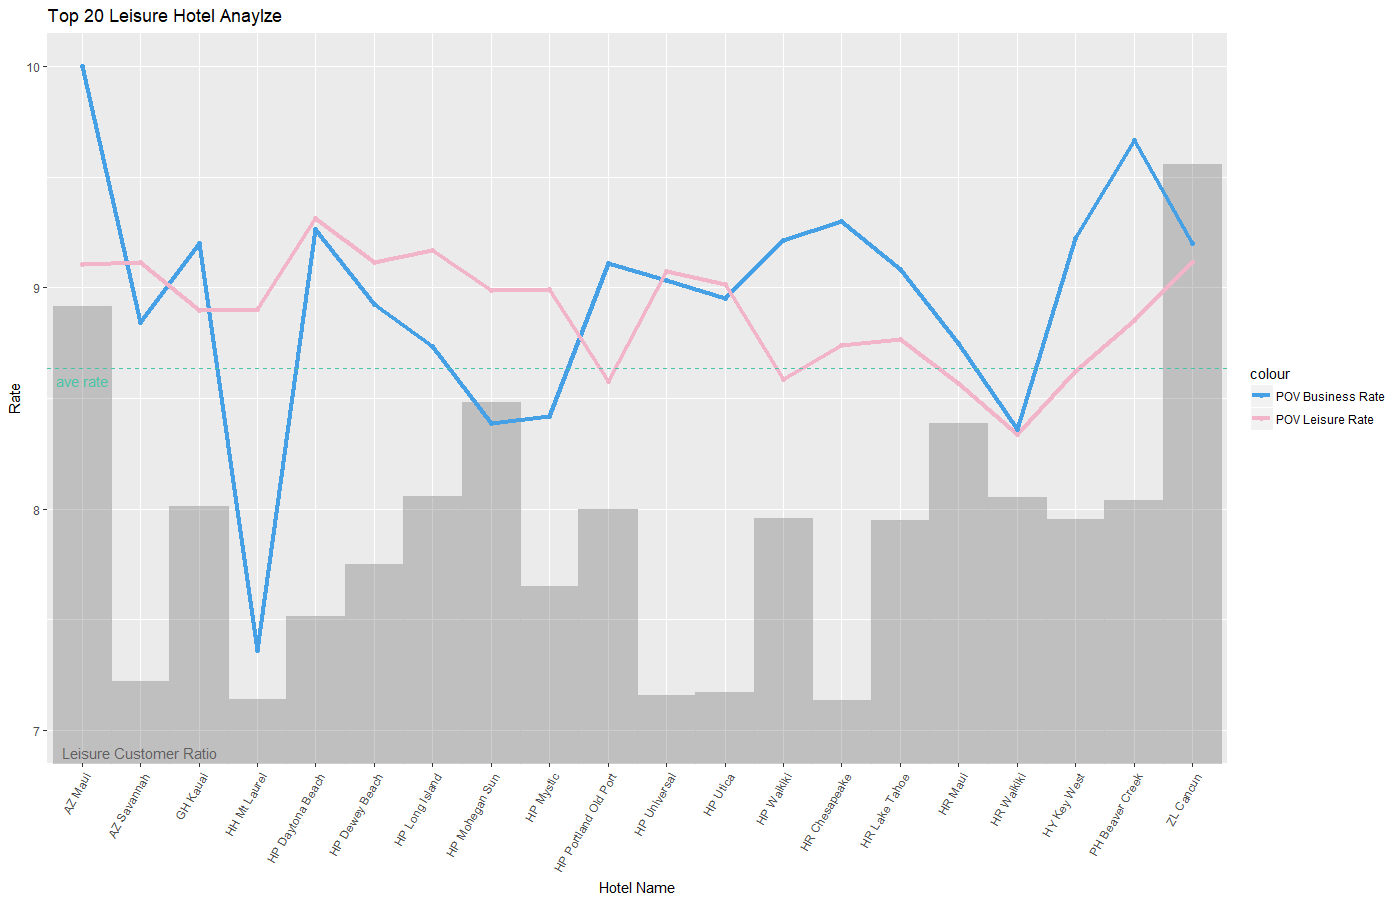 Top 20 Leisure Hotel Anaylze
10
9
8
7
Rate
ave rate
Leisure Customer Ratio
AZ Maui
AZ Savannah
GH Kauai
HH Mt Laurel
HP Daytona Beach
HP Dewey Beach
HP Long Island
HP Mohegan Sun
HP Mystic
HP Portland Old Port
HP Universal
HP Utica
HP Waikiki
HR Chesapeake
HR Lake Tahoe
HR Maui
HR Waikiki
HY Key West
PH Beaver Creek
ZL Cancun
Hotel Name
colour
POV Business Rate
POV Leisure Rate